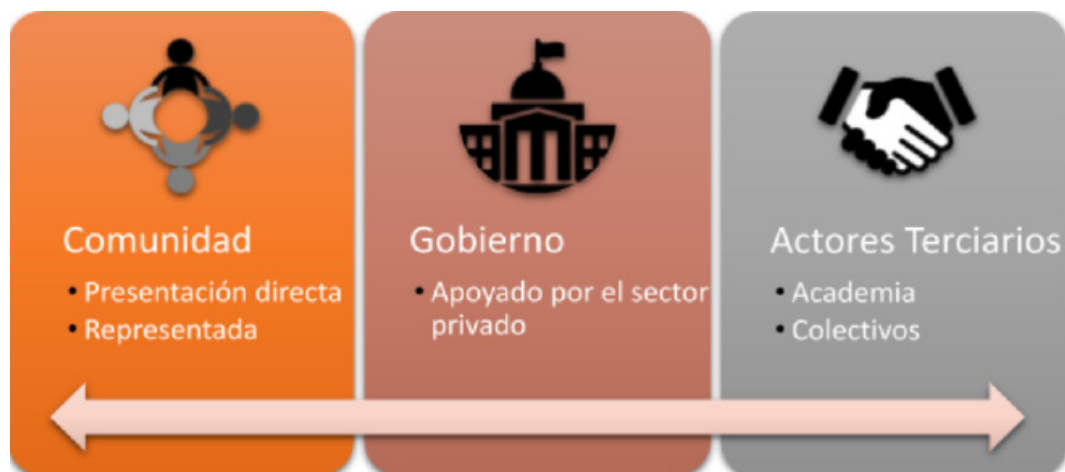 Comunidad
• Presentación directa
• Representada
Gobierno
• Apoyado por el sector
privado
Actores Terciarios
• Academia
• Colectivos